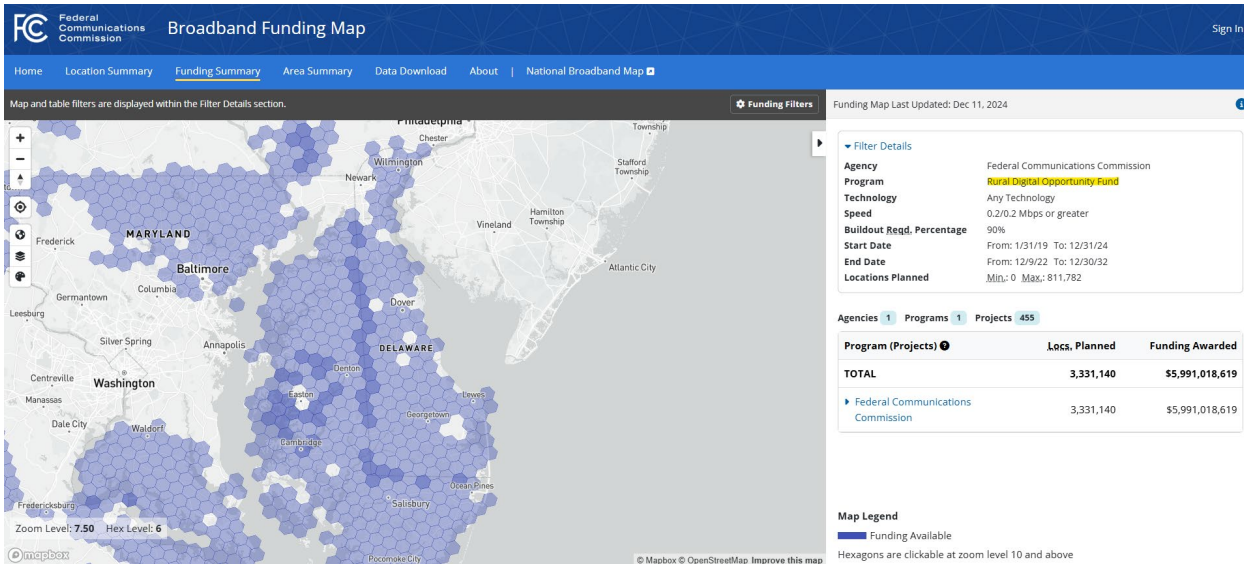 FC Federal
Communications
Commission
Broadband Funding Map
Sign In
Home Location Summary Funding Summary Area Summary Data Download About | National Broadband Map
Map and table filters are displayed within the Filter Details section.
Funding Filters
Funding Map Last Updated: Dec 11, 2024
Philadelphia
Township
Chester
Wilmington
Stafford
Township
Newark
Hamilton
Township
Vineland
MARYLAND
Frederick
Baltimore
Atlantic City
Columbia
Germantown
Dover
Leesburg
Silver Spring
Annapolis
DELAWARE
Denton
Centreville
Washington
Easton
Lewes
Manassas
Georgetown
Dale City
Waldorf
Cambridge
Ocean Pines
Fredericksburg
Salisbury
Zoom Level: 7.50 Hex Level: 6
mapbox
Pocomoke City
© Mapbox © OpenStreetMap Improve this map
Filter Details
Agency Federal Communications Commission
Program Rural Digital Opportunity Fund
Technology Any Technology
Speed 0.2/0.2 Mbps or greater
Buildout Reqd. Percentage 90%
Start Date From: 1/31/19 To: 12/31/24
End Date From: 12/9/22 To: 12/30/32
Locations Planned Min.: 0 Max.: 811,782
Agencies 1 Programs 1 Projects 455
Program (Projects) Locs. Planned Funding Awarded
TOTAL 3,331,140 $5,991,018,619
Federal Communications
Commission 3,331,140 $5,991,018,619
Map Legend
Funding Available
Hexagons are clickable at zoom level 10 and above